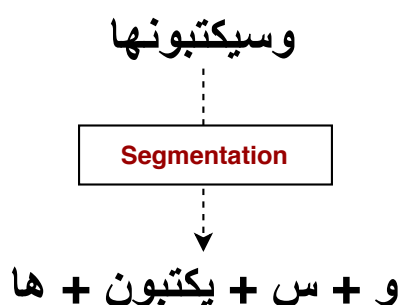 وسيكتبونها
Segmentation
و + س + يكتبون + ها